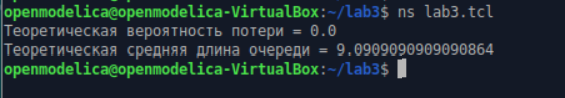 openmodelica@openmodelica-VirtualBox:~/lab3$ ns lab3.tcl
Теоретическая вероятность потери = 0.0
Теоретическая средняя длина очереди = 9.0909090909090864
openmodelica@openmodelica-VirtualBox:~/lab3$